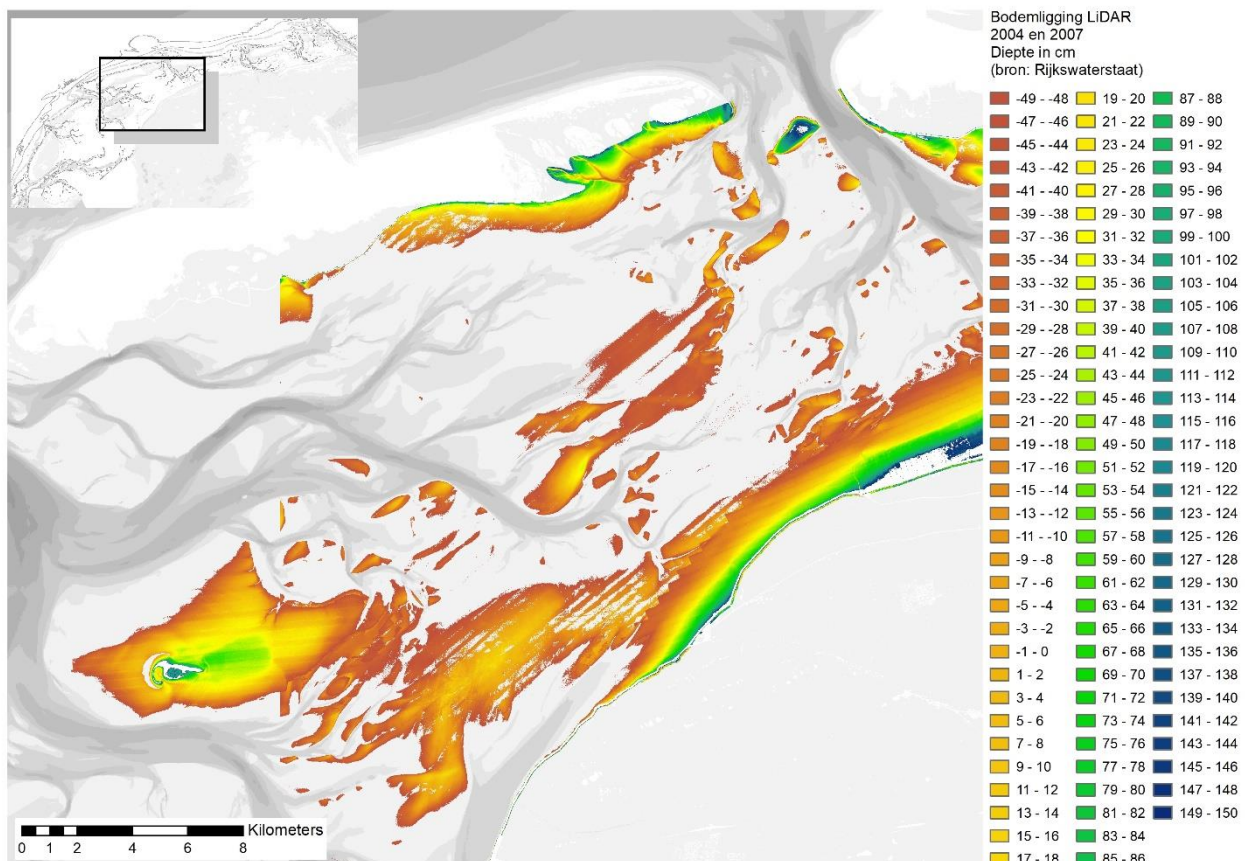 Bodemligging LiDAR
2004 en 2007
Diepte in cm
(bron: Rijkswaterstaat)
-49 - -48
-47 - -46
-45 - -44
-43 - -42
-41 - -40
-39 - -38
-37 - -36
-35 - -34
-33 - -32
-31 - -30
-29 - -28
-27 - -26
-25 - -24
-23 - -22
-21 - -20
-19 - -18
-17 - -16
-15 - -14
-13 - -12
-11 - -10
-9 - -8
-7 - -6
-5 - -4
-3 - -2
-1 - 0
1 - 2
3 - 4
5 - 6
7 - 8
9 - 10
11 - 12
13 - 14
15 - 16
17 - 18
19 - 20
21 - 22
23 - 24
25 - 26
27 - 28
29 - 30
31 - 32
33 - 34
35 - 36
37 - 38
39 - 40
41 - 42
43 - 44
45 - 46
47 - 48
49 - 50
51 - 52
53 - 54
55 - 56
57 - 58
59 - 60
61 - 62
63 - 64
65 - 66
67 - 68
69 - 70
71 - 72
73 - 74
75 - 76
77 - 78
79 - 80
81 - 82
83 - 84
85 - 86
87 - 88
89 - 90
91 - 92
93 - 94
95 - 96
97 - 98
99 - 100
101 - 102
103 - 104
105 - 106
107 - 108
109 - 110
111 - 112
113 - 114
115 - 116
117 - 118
119 - 120
121 - 122
123 - 124
125 - 126
127 - 128
129 - 130
131 - 132
133 - 134
135 - 136
137 - 138
139 - 140
141 - 142
143 - 144
145 - 146
147 - 148
149 - 150
Kilometers
0 1 2 4 6 8